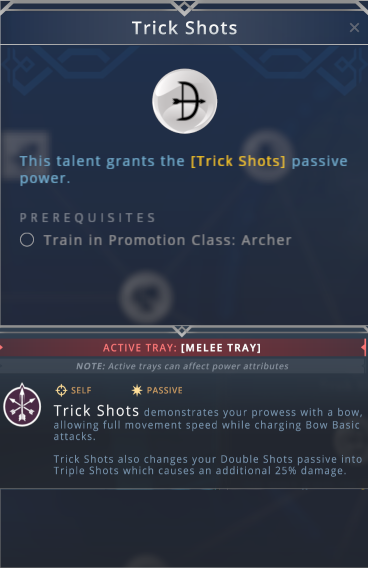 Trick Shots
This talent grants the [Trick Shots] passive
power.
PREREQUISITES
Train in Promotion Class: Archer
ACTIVE TRAY: [MELEE TRAY]
NOTE: Active trays can affect power attributes
SELF PASSIVE
Trick Shots demonstrates your prowess with a bow,
allowing full movement speed while charging Bow Basic
attacks.
Trick Shots also changes your Double Shots passive into
Triple Shots which causes an additional 25% damage.